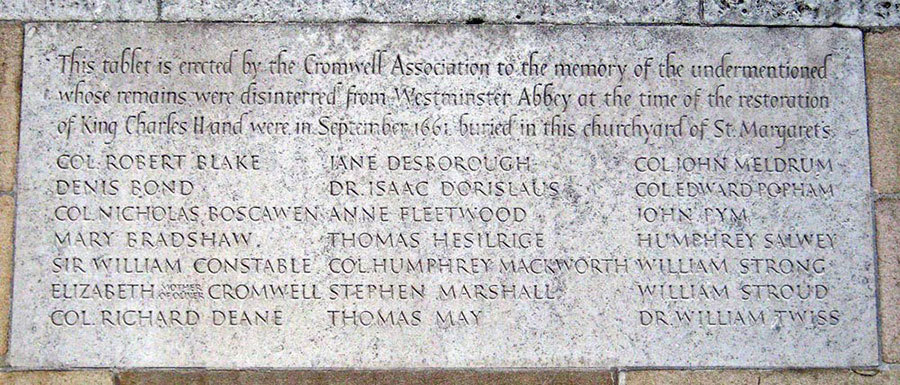 This tablet is erected by the Cromwell Association to the memory of the undermentioned
whose remains were disinterred from Westminster Abbey at the time of the restoration
of King Charles II and were in September 1661 buried in this churchyard of St. Margarets
COL. ROBERT BLAKE JANE DESBOROUGH COL. JOHN MELDRUM
DENIS BOND DR. ISAAC DORISLAUS COL. EDWARD POPHAM
COL. NICHOLAS BOSCAWEN ANNE FLEETWOOD JOHN PYM
MARY BRADSHAW THOMAS HESILRIGE HUMPHREY SALWEY
SIR WILLIAM CONSTABLE COL. HUMPHREY MACKWORTH WILLIAM STRONG
ELIZABETH MOTHER OF OLIVER CROMWELL STEPHEN MARSHALL WILLIAM STROUD
COL. RICHARD DEANE THOMAS MAY DR. WILLIAM TWISS